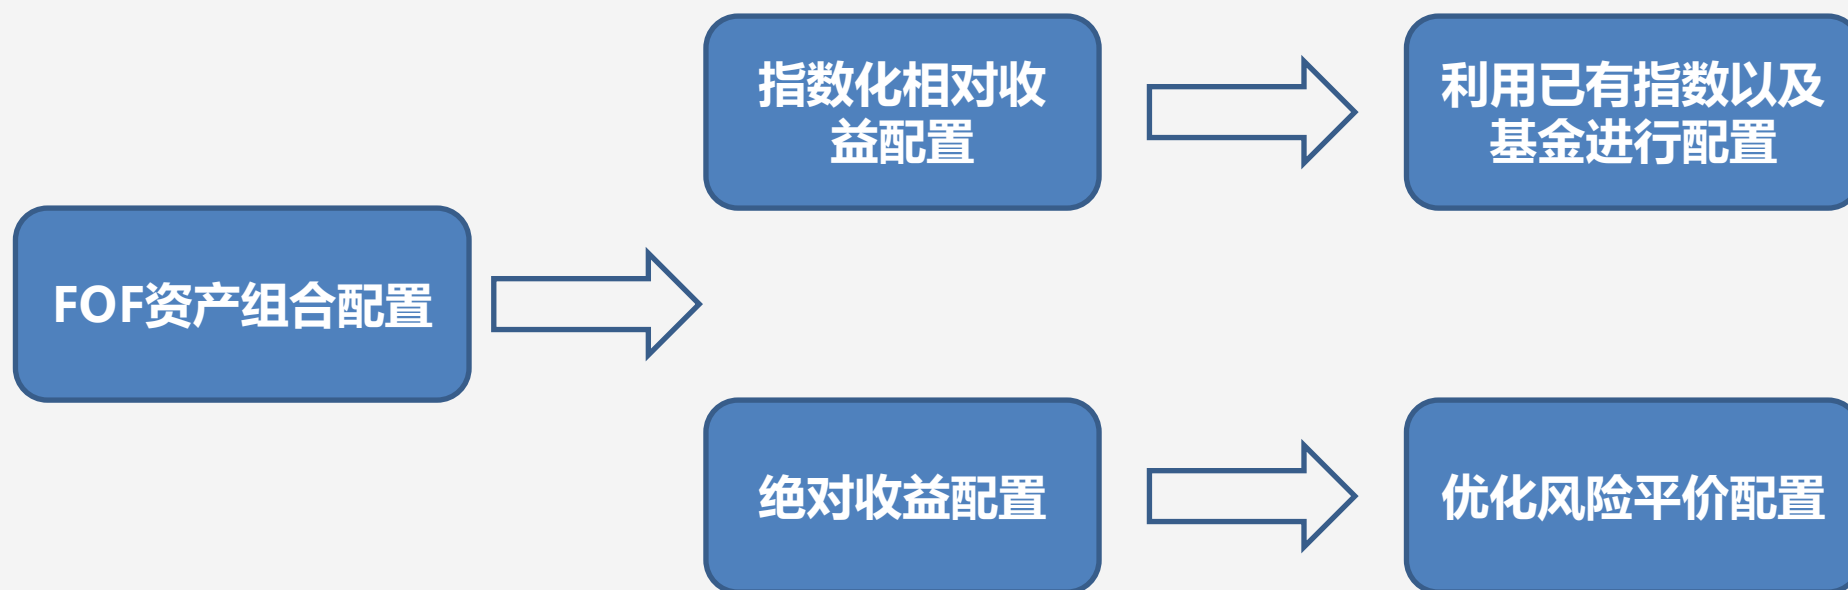 指数化相对收
益配置
利用已有指数以及
基金进行配置
FOF资产组合配置
绝对收益配置
优化风险平价配置